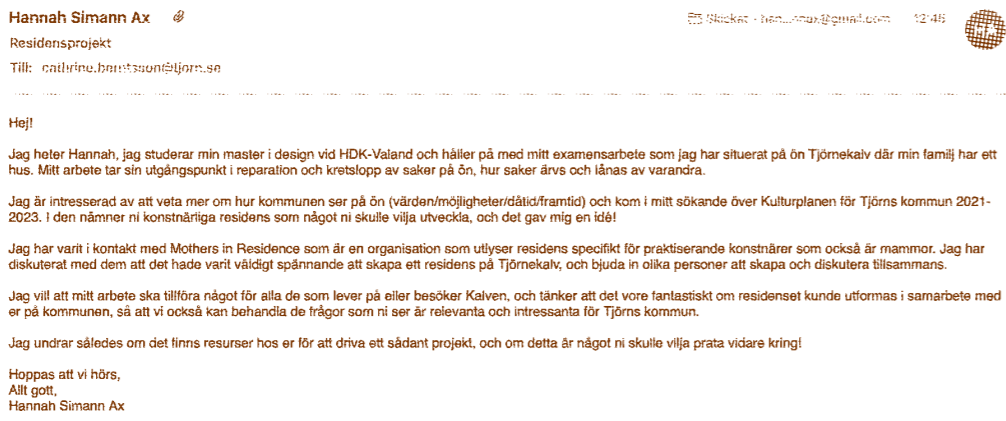 Hannah Simann Ax
Skickat - han...nax@gmail.com 12:46
Residensprojekt
Till: cathrine.berntsson@tjorn.se
Hej!
Jag heter Hannah, jag studerar min master i design vid HDK-Valand och håller på med mitt examensarbete som jag har situerat på ön Tjörnekalv där min familj har ett
hus. Mitt arbete tar sin utgångspunkt i reparation och kretslopp av saker på ön, hur saker ärvs och lånas av varandra.
Jag är intresserad av att veta mer om hur kommunen ser på ön (värden/möjligheter/dåtid/framtid) och kom i mitt sökande över Kulturplanen för Tjörns kommun 2021-
2023. I den nämner ni konstnärliga residens som något ni skulle vilja utveckla, och det gav mig en idé!
Jag har varit i kontakt med Mothers in Residence som är en organisation som utlyser residens specifikt för praktiserande konstnärer som också är mammor. Jag har
diskuterat med dem att det hade varit väldigt spännande att skapa ett residens på Tjörnekalv, och bjuda in olika personer att skapa och diskutera tillsammans.
Jag vill att mitt arbete ska tillföra något för alla de som lever på eller besöker Kalven, och tänker att det vore fantastiskt om residenset kunde utformas i samarbete med
er på kommunen, så att vi också kan behandla de frågor som ni ser är relevanta och intressanta för Tjörns kommun.
Jag undrar således om det finns resurser hos er för att driva ett sådant projekt, och om detta är något ni skulle vilja prata vidare kring!
Hoppas att vi hörs,
Allt gott,
Hannah Simann Ax